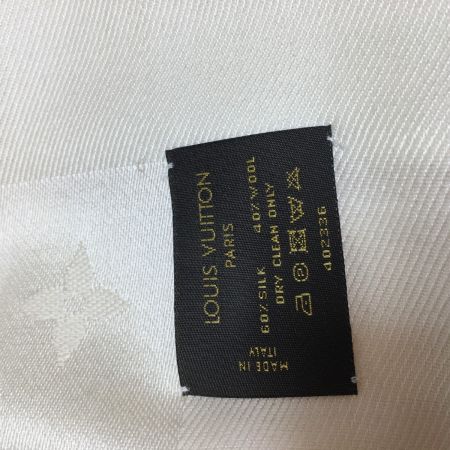 LOUIS VUITTON
PARIS
60% SILK 40% WOOL
DRY CLEAN ONLY
402336
MADE IN
ITALY